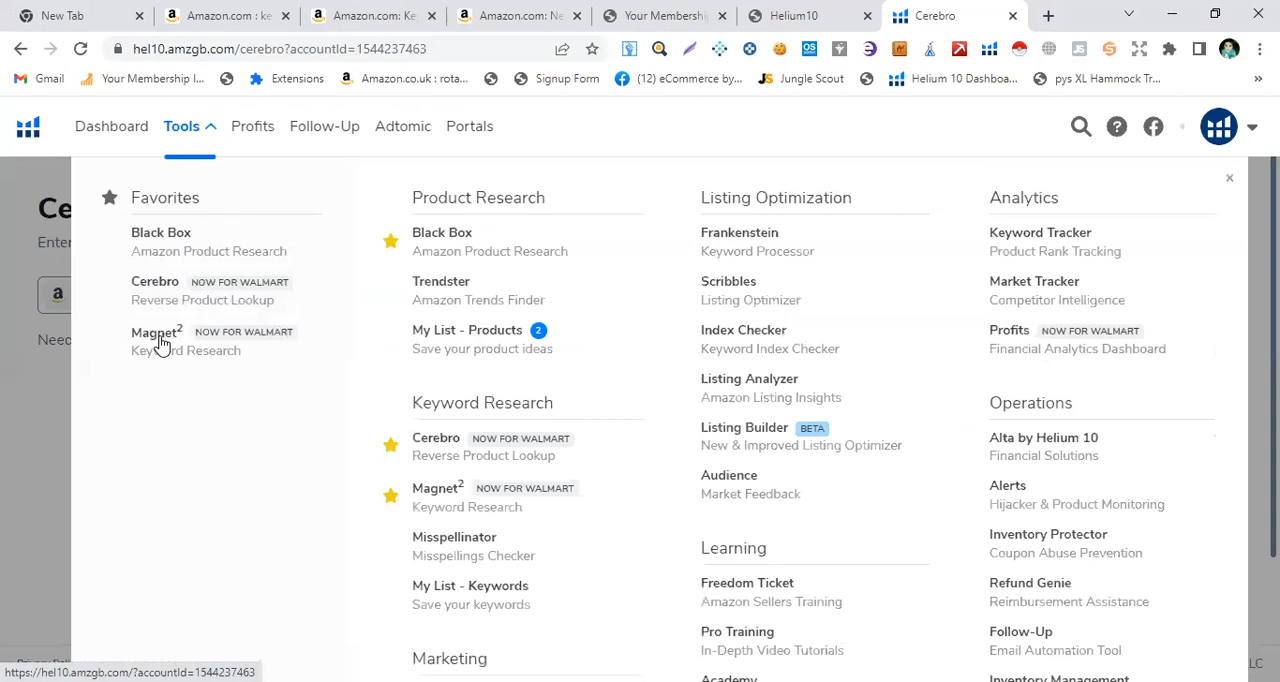 New Tab
Amazon.com : ke
Amazon.com: Ke
Amazon.com: Ne
Your Membershi
Helium10
Cerebro
hel10.amzgb.com/cerebro?accountId=1544237463
Gmail
Your Membership I...
Extensions
Amazon.co.uk : rota...
Signup Form
(12) eCommerce by...
Jungle Scout
Helium 10 Dashboa...
pys XL Hammock Tr...
Dashboard
Tools
Profits
Follow-Up
Adtomic
Portals
Ce
Enter
Need
Favorites
Black Box
Amazon Product Research
Cerebro NOW FOR WALMART
Reverse Product Lookup
Magnet² NOW FOR WALMART
Keyword Research
Product Research
Black Box
Amazon Product Research
Trendster
Amazon Trends Finder
My List - Products 2
Save your product ideas
Keyword Research
Cerebro NOW FOR WALMART
Reverse Product Lookup
Magnet² NOW FOR WALMART
Keyword Research
Misspellinator
Misspellings Checker
My List - Keywords
Save your keywords
Marketing
Listing Optimization
Frankenstein
Keyword Processor
Scribbles
Listing Optimizer
Index Checker
Keyword Index Checker
Listing Analyzer
Amazon Listing Insights
Listing Builder BETA
New & Improved Listing Optimizer
Audience
Market Feedback
Learning
Freedom Ticket
Amazon Sellers Training
Pro Training
In-Depth Video Tutorials
Academy
Analytics
Keyword Tracker
Product Rank Tracking
Market Tracker
Competitor Intelligence
Profits NOW FOR WALMART
Financial Analytics Dashboard
Operations
Alta by Helium 10
Financial Solutions
Alerts
Hijacker & Product Monitoring
Inventory Protector
Coupon Abuse Prevention
Refund Genie
Reimbursement Assistance
Follow-Up
Email Automation Tool
Inventory Management
LC
https://hel10.amzgb.com/?accountId=1544237463